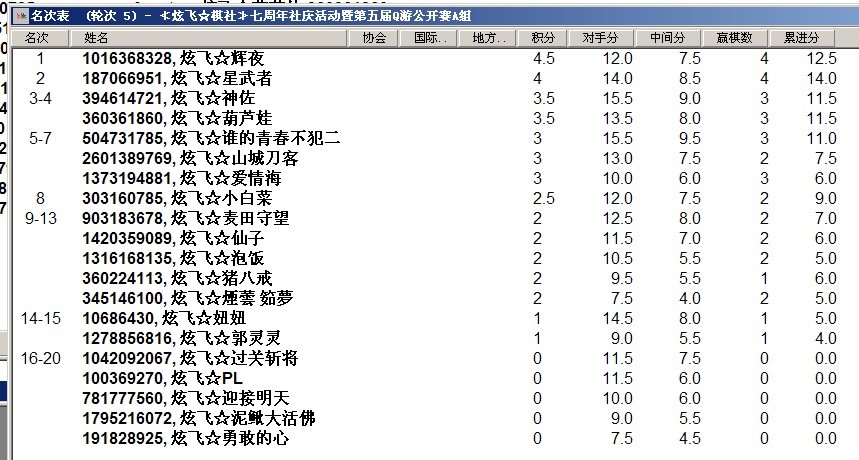 名次表 (轮次 5) - ≮炫飞☆棋社≯七周年社庆活动暨第五届Q游公开赛A组
名次 姓名 协会 国际.. 地方.. 积分 对手分 中间分 赢棋数 累进分
1 1016368328, 炫飞☆辉夜 4.5 12.0 7.5 4 12.5
2 187066951, 炫飞☆星武者 4 14.0 8.5 4 14.0
3-4 394614721, 炫飞☆神佐 3.5 15.5 9.0 3 11.5
360361860, 炫飞☆葫芦娃 3.5 13.5 8.0 3 11.5
5-7 504731785, 炫飞☆谁的青春不犯二 3 15.5 9.5 3 11.0
2601389769, 炫飞☆山城刀客 3 13.0 7.5 2 7.5
1373194881, 炫飞☆爱情海 3 10.0 6.0 3 6.0
8 303160785, 炫飞☆小白菜 2.5 12.0 7.5 2 9.0
9-13 903183678, 炫飞☆麦田守望 2 12.5 8.0 2 7.0
1420359089, 炫飞☆仙子 2 11.5 7.0 2 6.0
1316168135, 炫飞☆泡饭 2 10.5 5.5 2 5.0
360224113, 炫飞☆猪八戒 2 9.5 5.5 1 6.0
345146100, 炫飞☆ 2 7.5 4.0 2 5.0
14-15 10686430, 炫飞☆妞妞 1 14.5 8.0 1 5.0
1278856816, 炫飞☆郭灵灵 1 9.0 5.5 1 4.0
16-20 1042092067, 炫飞☆过关斩将 0 11.5 7.5 0 0.0
100369270, 炫飞☆PL 0 11.5 6.0 0 0.0
781777560, 炫飞☆迎接明天 0 10.0 6.0 0 0.0
1795216072, 炫飞☆泥鳅大活佛 0 9.0 5.5 0 0.0
191828925, 炫飞☆勇敢的心 0 7.5 4.5 0 0.0